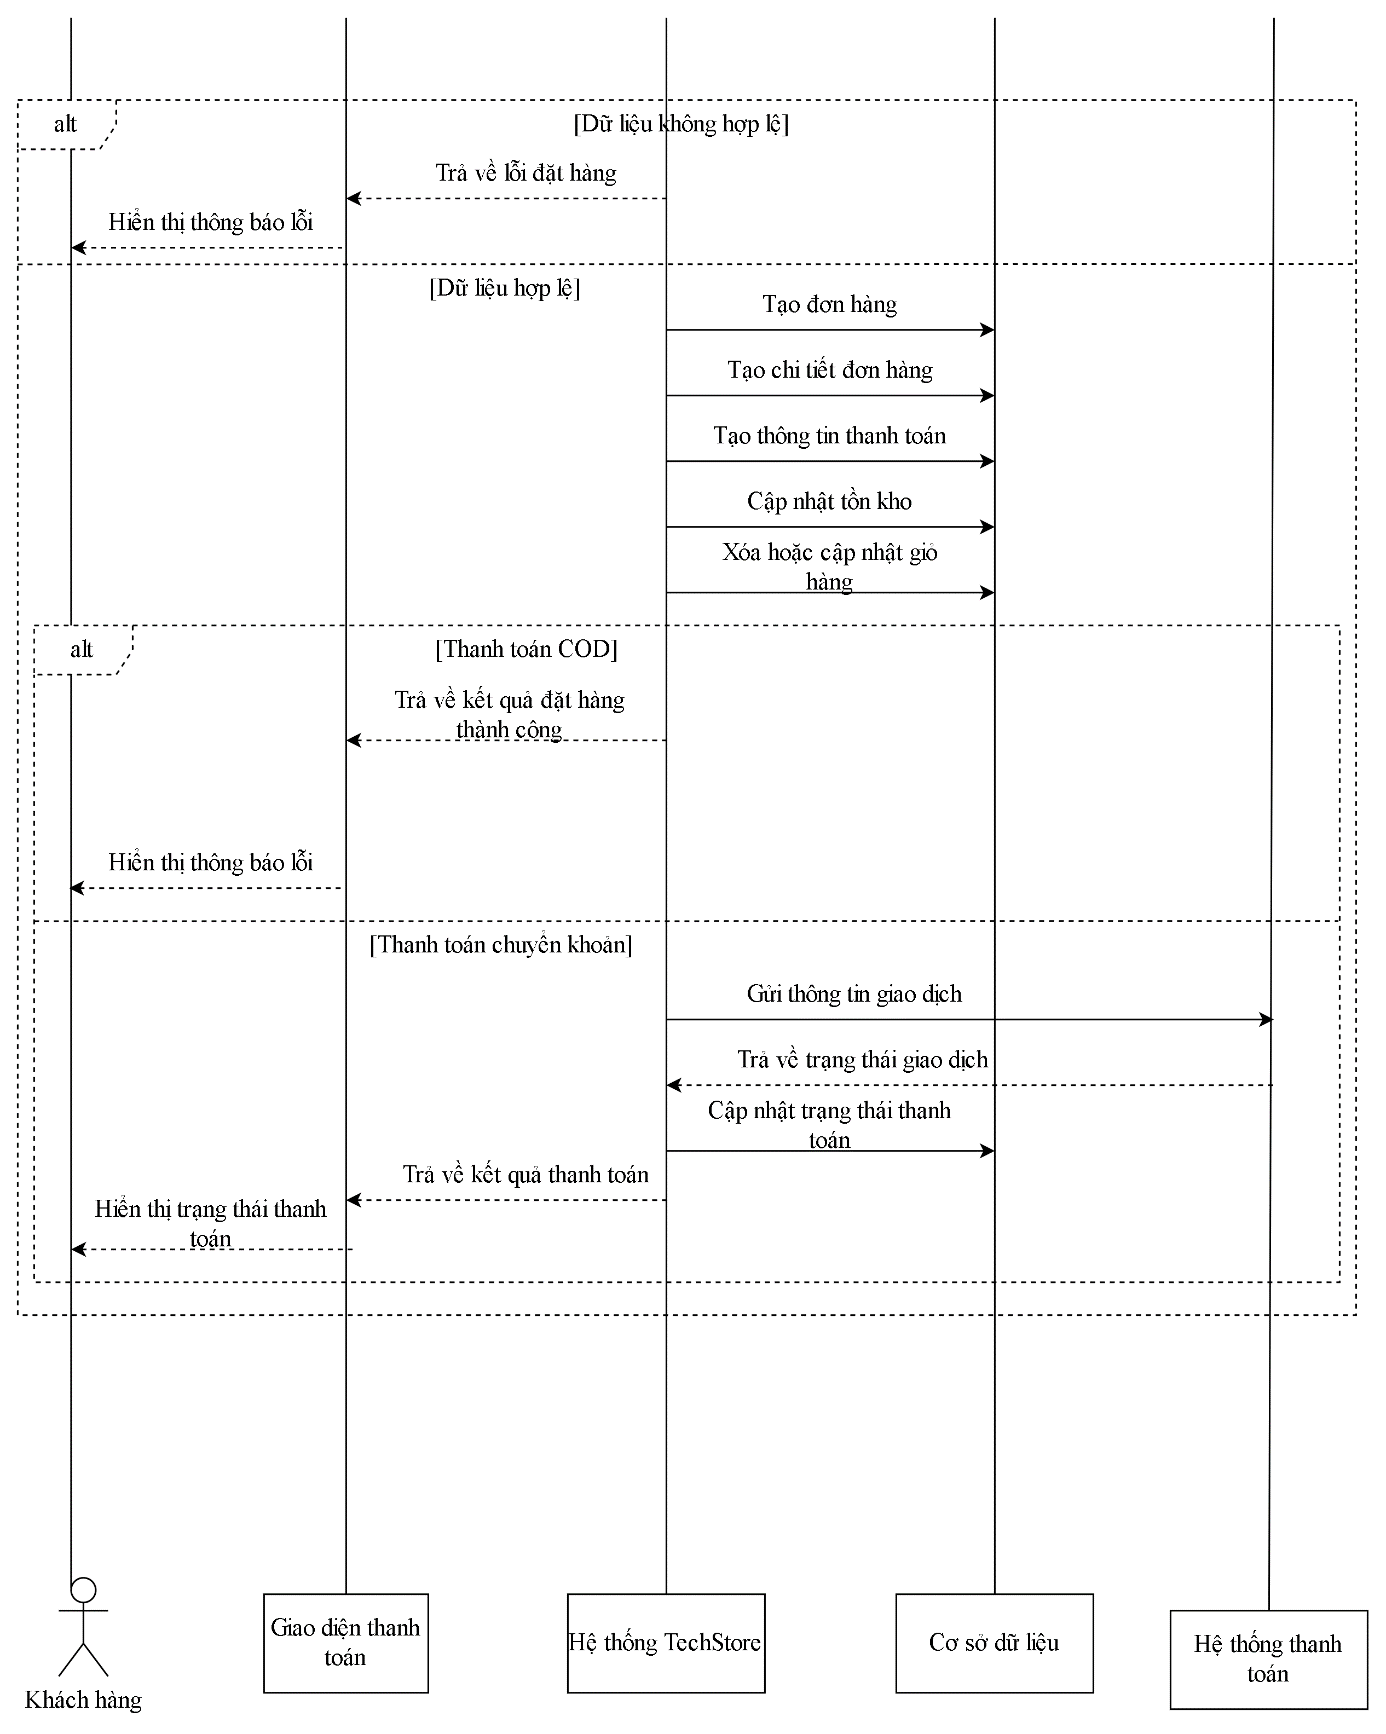 alt
[Dữ liệu không hợp lệ]
Trả về lỗi đặt hàng
Hiển thị thông báo lỗi
[Dữ liệu hợp lệ]
Tạo đơn hàng
Tạo chi tiết đơn hàng
Tạo thông tin thanh toán
Cập nhật tồn kho
Xóa hoặc cập nhật giỏ
hàng
alt
[Thanh toán COD]
Trả về kết quả đặt hàng
thành công
Hiển thị thông báo lỗi
[Thanh toán chuyển khoản]
Gửi thông tin giao dịch
Trả về trạng thái giao dịch
Cập nhật trạng thái thanh
toán
Trả về kết quả thanh toán
Hiển thị trạng thái thanh
toán
Khách hàng
Giao diện thanh
toán
Hệ thống TechStore
Cơ sở dữ liệu
Hệ thống thanh
toán